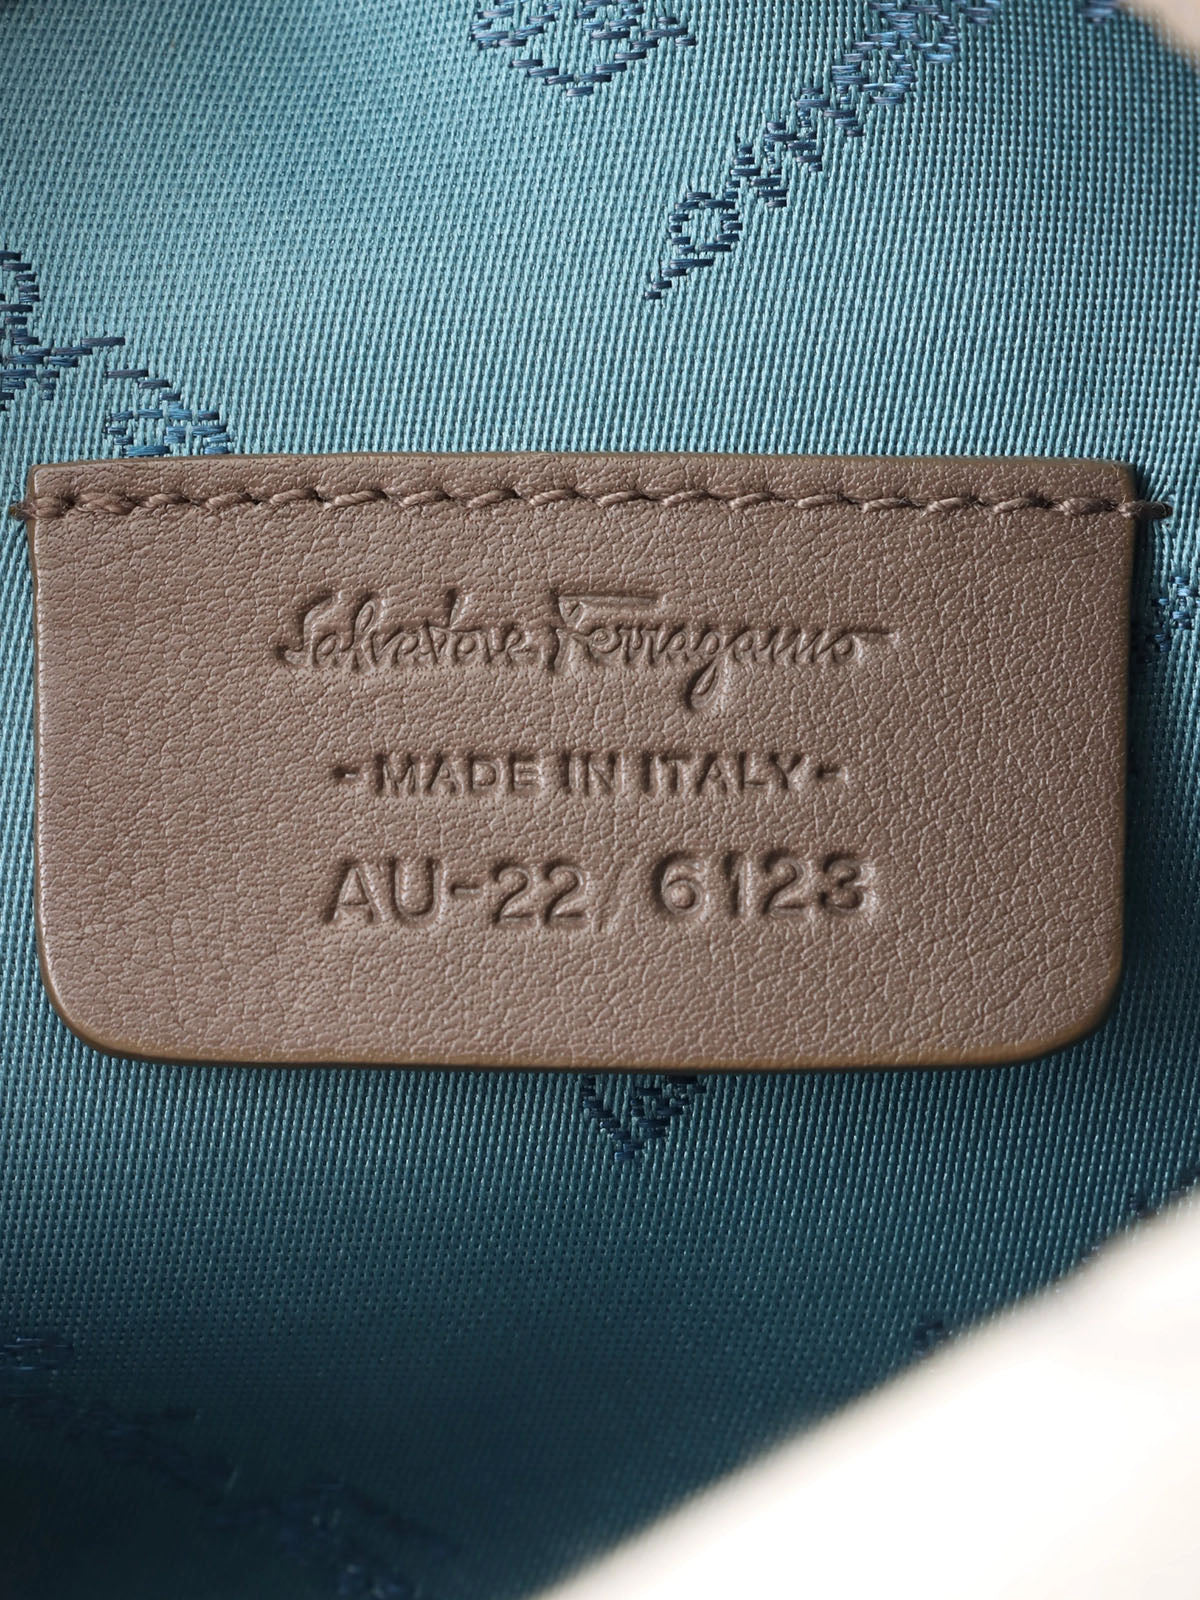 Salvatore Ferragamo
-MADE IN ITALY-
AU-22/ 6123